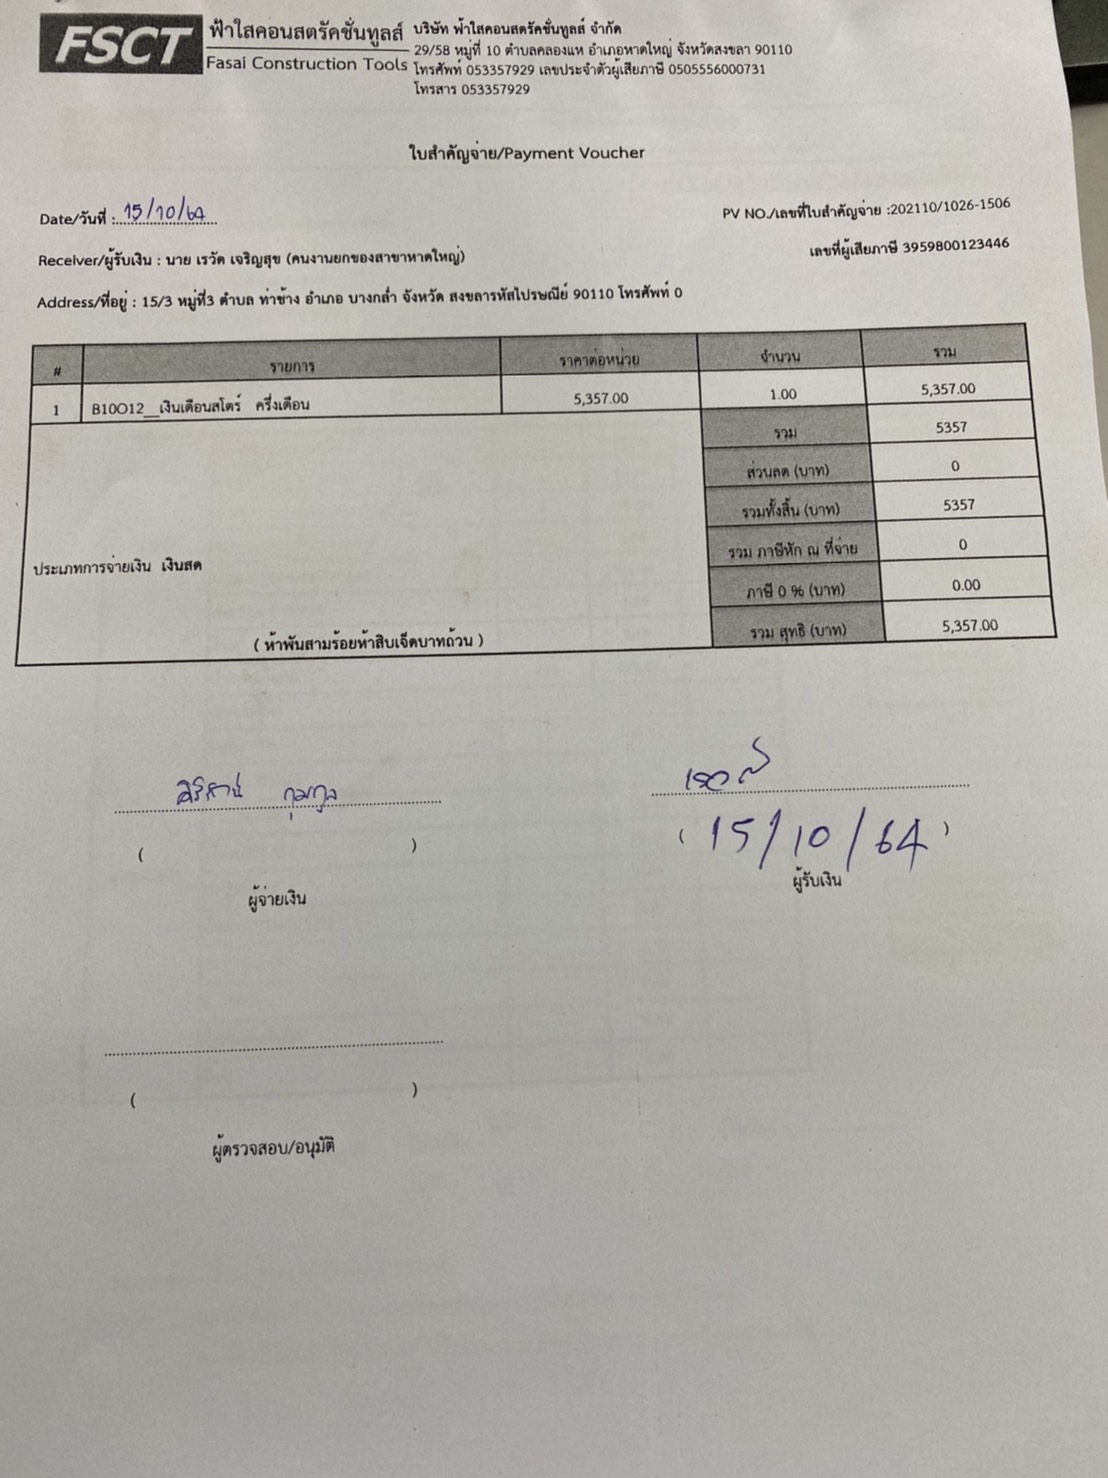 FSCT
ฟ้าใสคอนสตรัคชั่นทูลส์
Fasai Construction Tools
บริษัท ฟ้าใสคอนสตรัคชั่นทูลส์ จำกัด
29/58 หมู่ที่ 10 ตำบลคลองแห อำเภอหาดใหญ่ จังหวัดสงขลา 90110
โทรศัพท์ 053357929 เลขประจำตัวผู้เสียภาษี 0505556000731
โทรสาร 053357929
ใบสำคัญจ่าย/Payment Voucher
Date/วันที่ : 15/10/64
PV NO./เลขที่ใบสำคัญจ่าย :202110/1026-1506
Receiver/ผู้รับเงิน : นาย เรวัด เจริญสุข (คนงานยกของสาขาหาดใหญ่)
เลขที่ผู้เสียภาษี 3959800123446
Address/ที่อยู่ : 15/3 หมู่ที่3 ตำบล ท่าช้าง อำเภอ บางกล่ำ จังหวัด สงขลารหัสไปรษณีย์ 90110 โทรศัพท์ 0
# รายการ ราคาต่อหน่วย จำนวน รวม
1 B10O12__เงินเดือนสโตร์ ครึ่งเดือน 5,357.00 1.00 5,357.00
รวม 5357
ส่วนลด (บาท) 0
รวมทั้งสิ้น (บาท) 5357
รวม ภาษีหัก ณ ที่จ่าย 0
ประเภทการจ่ายเงิน เงินสด
ภาษี 0 % (บาท) 0.00
( ห้าพันสามร้อยห้าสิบเจ็ดบาทถ้วน )
รวม สุทธิ (บาท) 5,357.00
( )
( 15/10/64 )
ผู้จ่ายเงิน
ผู้รับเงิน
( )
ผู้ตรวจสอบ/อนุมัติ